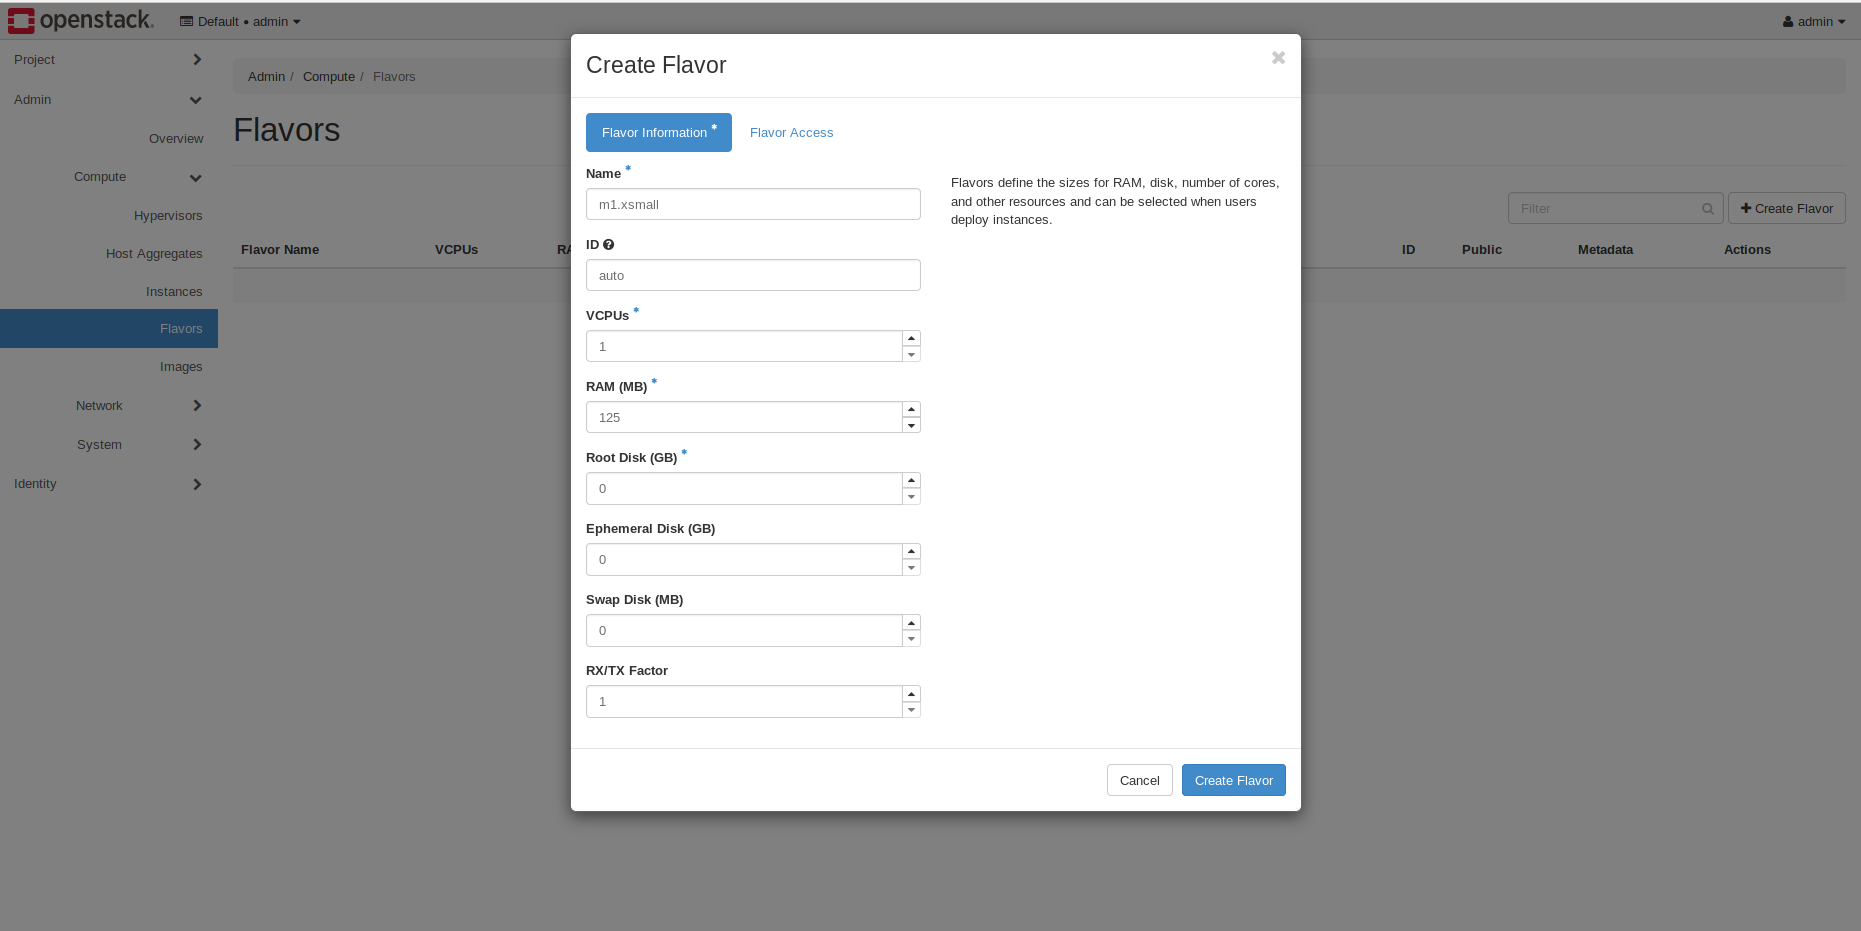 openstack.
Default • admin
admin
Project
Admin
Overview
Compute
Hypervisors
Host Aggregates
Instances
Flavors
Images
Network
System
Identity
Admin / Compute / Flavors
Flavors
Filter
Create Flavor
Flavor Name VCPUs RA ID Public Metadata Actions
Create Flavor
Flavor Information * Flavor Access
Name *
m1.xsmall
ID
auto
VCPUs *
1
RAM (MB) *
125
Root Disk (GB) *
0
Ephemeral Disk (GB)
0
Swap Disk (MB)
0
RX/TX Factor
1
Flavors define the sizes for RAM, disk, number of cores,
and other resources and can be selected when users
deploy instances.
Cancel Create Flavor